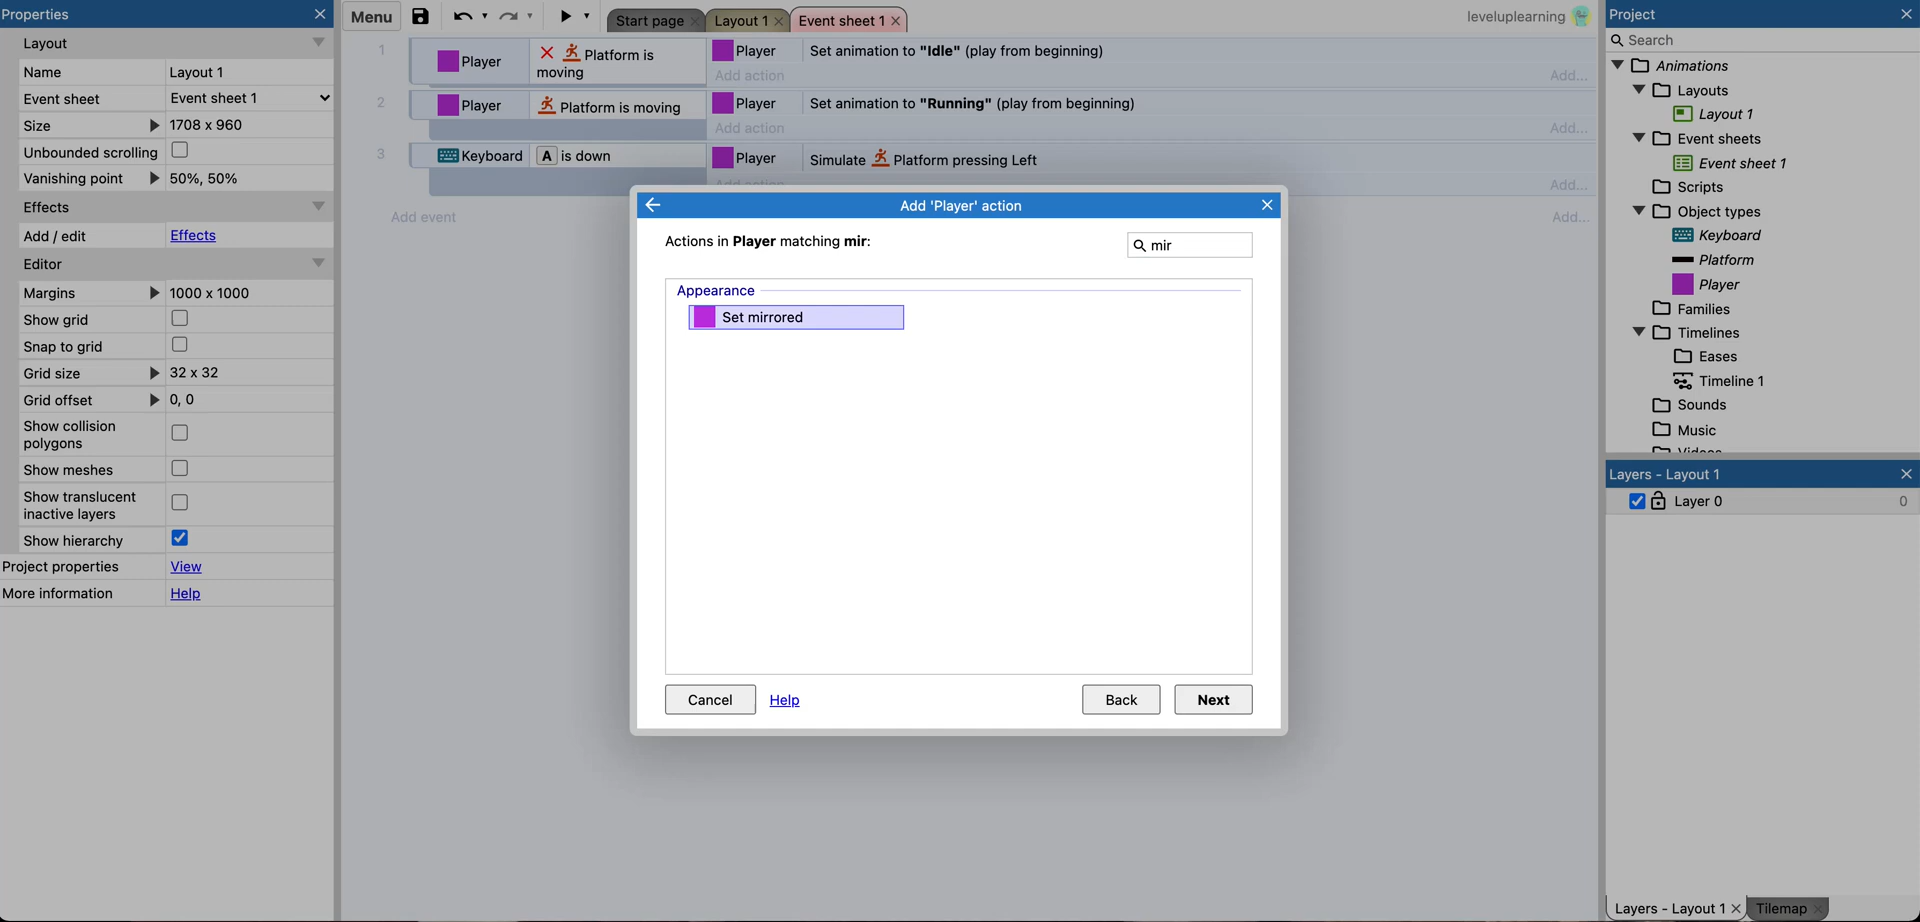 Properties
Layout
Name Layout 1
Event sheet Event sheet 1
Size 1708 x 960
Unbounded scrolling
Vanishing point 50%, 50%
Effects
Add / edit Effects
Editor
Margins 1000 x 1000
Show grid
Snap to grid
Grid size 32 x 32
Grid offset 0, 0
Show collision
polygons
Show meshes
Show translucent
inactive layers
Show hierarchy
Project properties View
More information Help
Menu
Start page
Layout 1
Event sheet 1
leveluplearning
1 Player Platform is
moving
Player Set animation to "Idle" (play from beginning)
Add action Add...
2 Player Platform is moving
Player Set animation to "Running" (play from beginning)
Add action Add...
3 Keyboard A is down
Player Simulate Platform pressing Left
Add action Add...
Add event Add...
Add 'Player' action
Actions in Player matching mir:
mir
Appearance
Set mirrored
Cancel Help Back Next
Project
Search
Animations
Layouts
Layout 1
Event sheets
Event sheet 1
Scripts
Object types
Keyboard
Platform
Player
Families
Timelines
Eases
Timeline 1
Sounds
Music
Videos
Layers - Layout 1
Layer 0 0
Layers - Layout 1 Tilemap